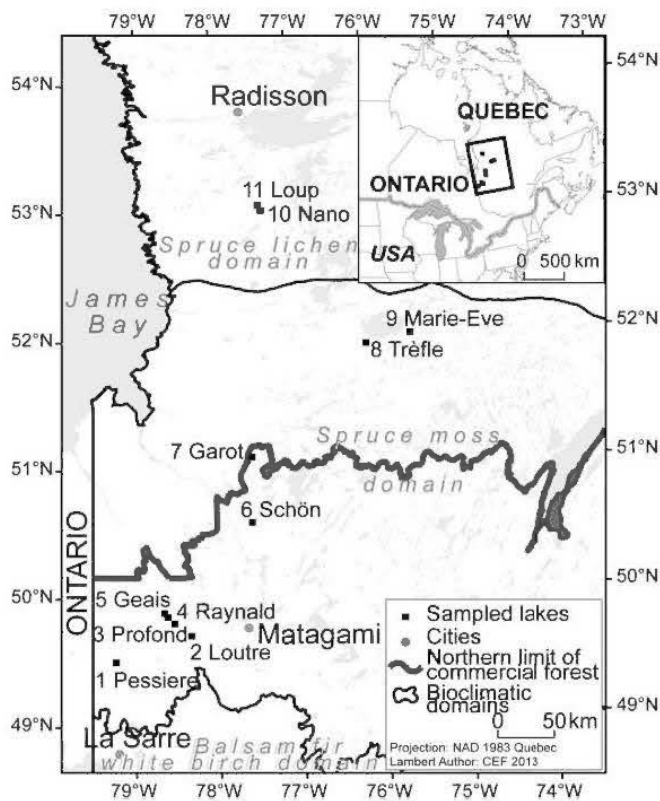 79°W 78°W 77°W 76°W 75°W 74°W 73°W
54°N
54°N
Radisson
QUEBEC
ONTARIO
USA
0 500 km
11 Loup
10 Nano
53°N
53°N
Spruce lichen
domain
James
Bay
52°N
52°N
9 Marie-Eve
8 Trèfle
Spruce moss
domain
7 Garot
51°N
51°N
6 Schön
ONTARIO
50°N
50°N
5 Geais
4 Raynald
3 Profond
Matagami
2 Loutre
1 Pessiere
Sampled lakes
Cities
Northern limit of
commercial forest
Bioclimatic
domains
0 50 km
Projection: NAD 1983 Quebec
Lambert Author: CEF 2013
49°N
49°N
La Sarre
Balsam fir
white birch domain
79°W 78°W 77°W 76°W 75°W 74°W